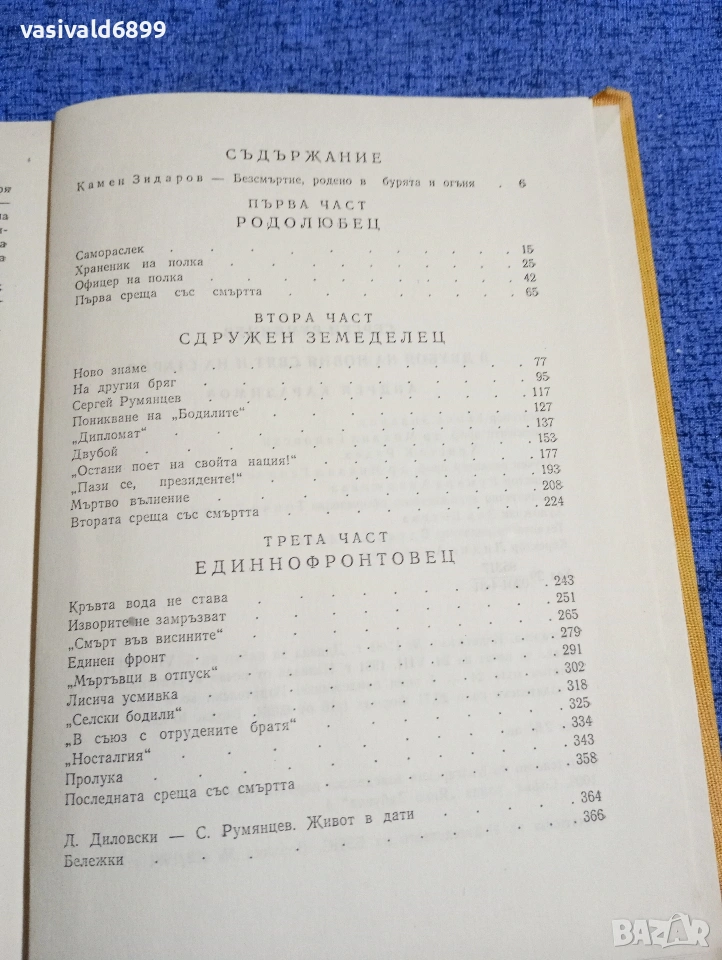 vasivald6899
СЪДЪРЖАНИЕ
Камен Зидаров — Безсмъртие, родено в бурята и огъня . 6
ПЪРВА ЧАСТ
РОДОЛЮБЕЦ
Самораслек . . . . . . . . 15
Храненик на полка . . . . . . . 25
Офицер на полка . . . . . . . 42
Първа среща със смъртта . . . . . . 65
ВТОРА ЧАСТ
СДРУЖЕН ЗЕМЕДЕЛЕЦ
Ново знаме . . . . . . . . 77
На другия бряг . . . . . . . 95
Сергей Румянцев . . . . . . . 117
Поникване на „Бодилите“ . . . . . . 127
„Дипломат“ . . . . . . . . 137
Двубой . . . . . . . . 153
„Остани поет на свойта нация!“ . . . . . 177
„Пази се, президенте!“ . . . . . . 193
Мъртво вълнение . . . . . . . 208
Втората среща със смъртта . . . . . . 224
ТРЕТА ЧАСТ
ЕДИННОФРОНТОВЕЦ
Кръвта вода не става . . . . . . 243
Изворите не замръзват . . . . . . 251
„Смърт във висините“ . . . . . . 265
Единен фронт . . . . . . . 279
„Мъртъвци в отпуск“ . . . . . . 291
Лисича усмивка . . . . . . . 302
„Селски бодили“ . . . . . . . 318
„В съюз с отрудените братя“ . . . . . 325
„Носталгия“ . . . . . . . 334
Пролука . . . . . . . . 343
Последната среща със смъртта . . . . . 358
Л. Диловски — С. Румянцев. Живот в дати . . . 364
Бележки . . . . . . . . 366
BAZAR